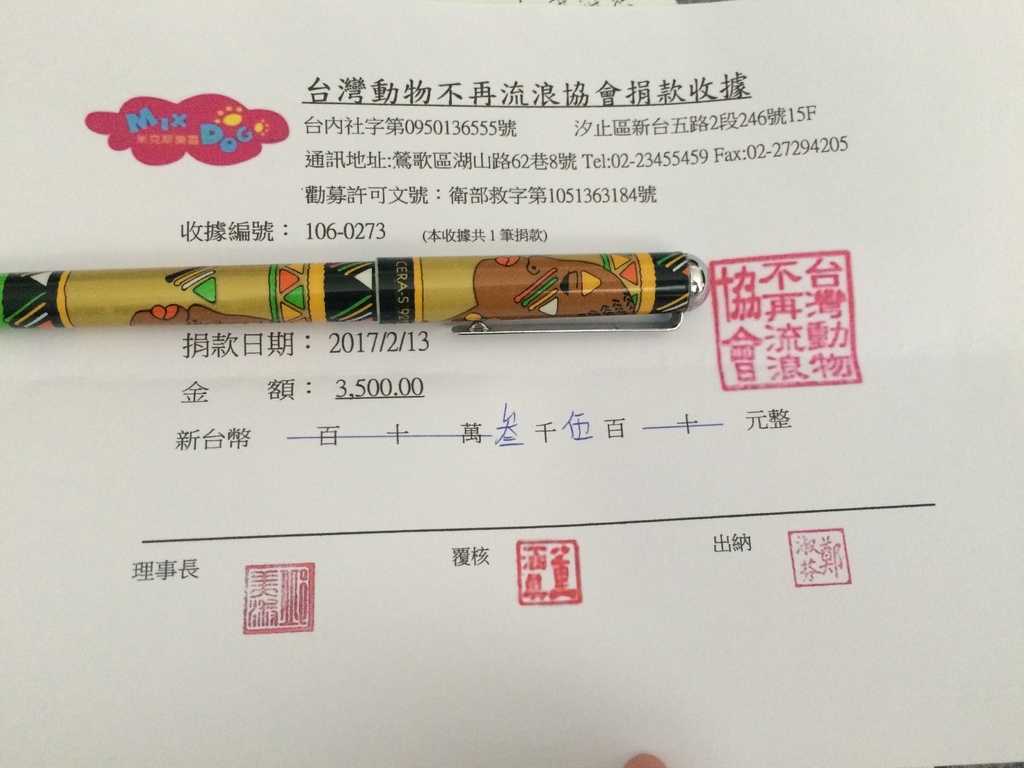 台灣動物不再流浪協會捐款收據
MIX DOG
米克斯樂園
台內社字第0950136555號 汐止區新台五路2段246號15F
通訊地址:鶯歌區湖山路62巷8號 Tel:02-23455459 Fax:02-27294205
勸募許可文號：衛部救字第1051363184號
收據編號： 106-0273 (本收據共1筆捐款)
CERA-S 92
台灣動物不再流浪協會
捐款日期： 2017/2/13
金 額： 3,500.00
新台幣 百 十 萬 叁 千 伍 百 十 元整
理事長
覆核
出納
鄭淑芬